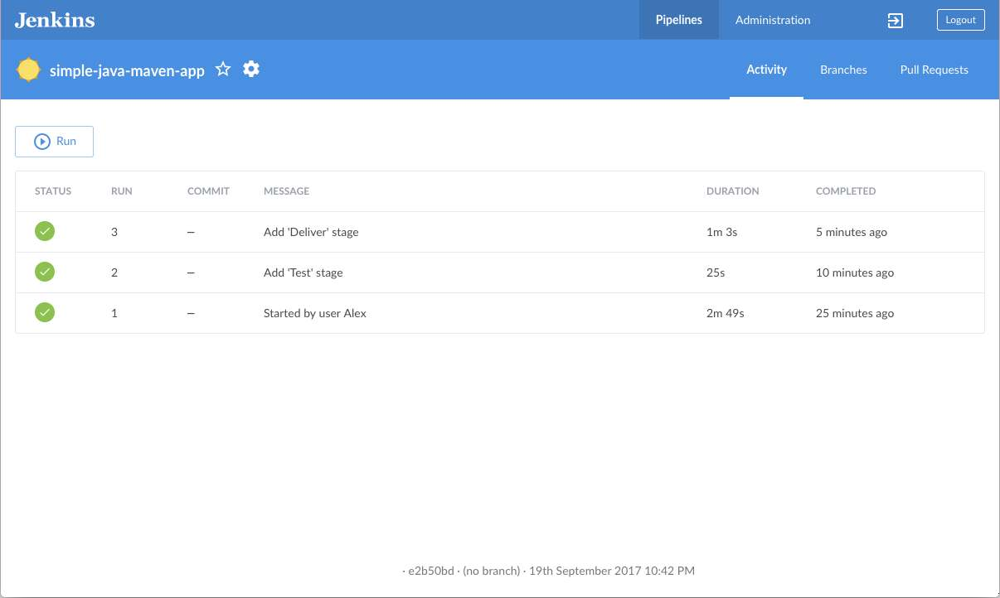 Jenkins Pipelines Administration Logout
simple-java-maven-app Activity Branches Pull Requests
Run
STATUS RUN COMMIT MESSAGE DURATION COMPLETED
3 — Add 'Deliver' stage 1m 3s 5 minutes ago
2 — Add 'Test' stage 25s 10 minutes ago
1 — Started by user Alex 2m 49s 25 minutes ago
· e2b50bd · (no branch) · 19th September 2017 10:42 PM